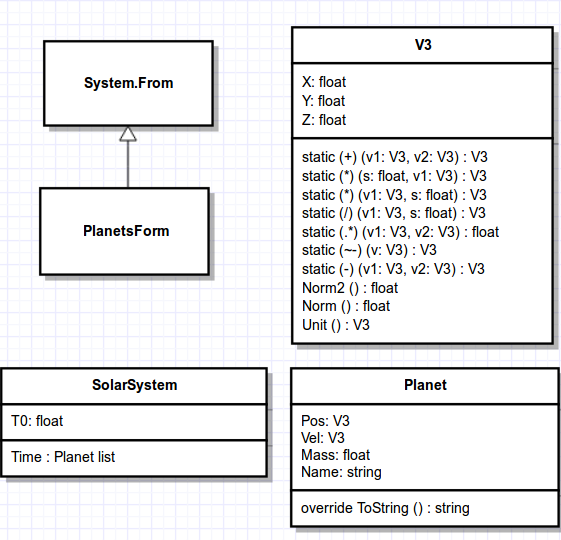 System.From
PlanetsForm
V3
X: float
Y: float
Z: float
static (+) (v1: V3, v2: V3) : V3
static (*) (s: float, v1: V3) : V3
static (*) (v1: V3, s: float) : V3
static (/) (v1: V3, s: float) : V3
static (.*) (v1: V3, v2: V3) : float
static (~-) (v: V3) : V3
static (-) (v1: V3, v2: V3) : V3
Norm2 () : float
Norm () : float
Unit () : V3
SolarSystem
T0: float
Time : Planet list
Planet
Pos: V3
Vel: V3
Mass: float
Name: string
override ToString () : string